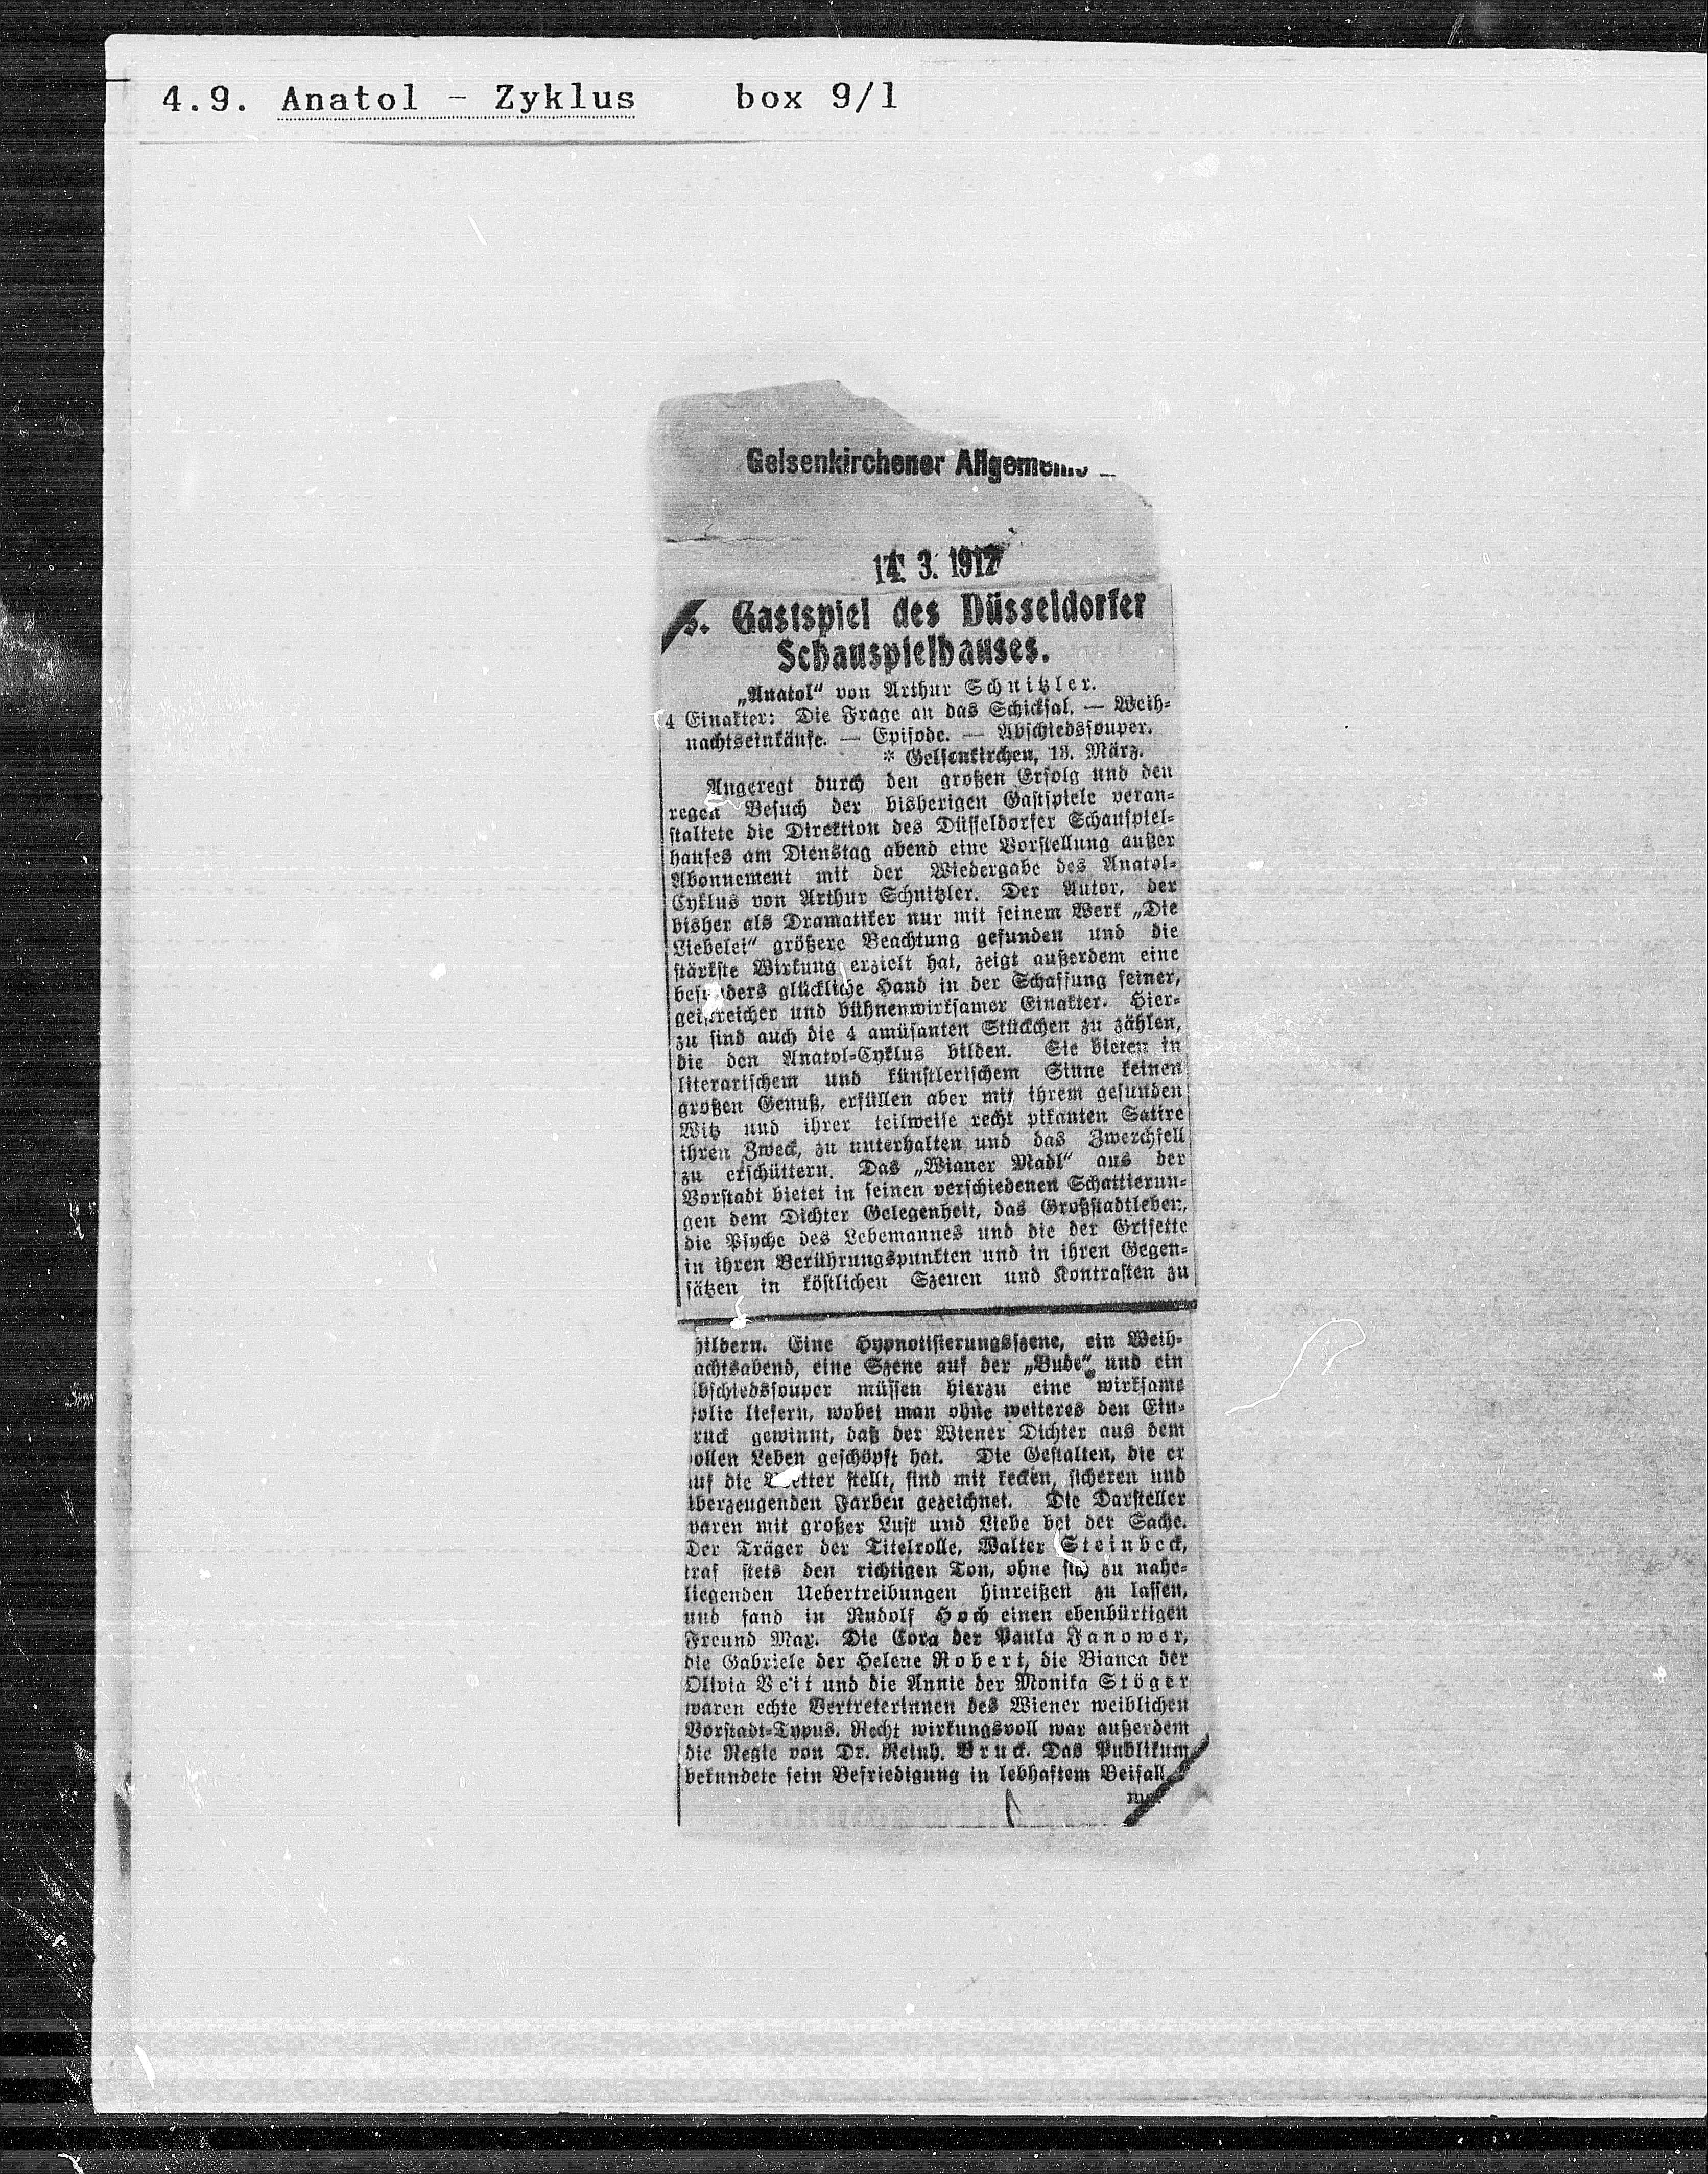 4.9. Anatol - Zyklus box 9/1
Gelsenkirchener Allgemeine
14. 3. 1912
Gastspiel des Düsseldorfer
Schauspielhauses.
„Anatol“ von Arthur Schnitzler.
4 Einakter: Die Frage an das Schicksal. — Weih-
nachtseinkäufe. — Episode. — Abschiedssouper.
* Gelsenkirchen, 13. März.
Angeregt durch den großen Erfolg und den
regen Besuch der bisherigen Gastspiele veran-
staltete die Direktion des Düsseldorfer Schauspiel-
hauses am Dienstag abend eine Vorstellung außer
Abonnement mit der Wiedergabe des Anatol-
Cyklus von Arthur Schnitzler. Der Autor, der
bisher als Dramatiker nur mit seinem Werk „Die
Liebelei“ größere Beachtung gefunden und die
stärkste Wirkung erzielt hat, zeigt außerdem eine
besonders glückliche Hand in der Schaffung feiner,
geistreicher und bühnenwirksamer Einakter. Hier-
zu sind auch die 4 amüsanten Stückchen zu zählen,
die den Anatol-Cyklus bilden. Sie bieten in
literarischem und künstlerischem Sinne keinen
großen Genuß, erfüllen aber mit ihrem gesunden
Witz und ihrer teilweise recht pikanten Satire
ihren Zweck, zu unterhalten und das Zwerchfell
zu erschüttern. Das „Wianer Madl“ aus der
Vorstadt bietet in seinen verschiedenen Schattierun-
gen dem Dichter Gelegenheit, das Großstadtleben,
die Psyche des Lebemannes und die der Grisette
in ihren Berührungspunkten und in ihren Gegen-
sätzen in köstlichen Szenen und Kontrasten zu
hildern. Eine Hypnotisierungsszene, ein Weih-
achtsabend, eine Szene auf der „Bude“ und ein
bschiedssouper müssen hierzu eine wirksame
olie liefern, wobei man ohne weiteres den Ein-
ruck gewinnt, daß der Wiener Dichter aus dem
ollen Leben geschöpft hat. Die Gestalten, die er
uf die Bretter stellt, sind mit kecken, sicheren und
überzeugenden Farben gezeichnet. Die Darsteller
waren mit großer Lust und Liebe bei der Sache.
Der Träger der Titelrolle, Walter Steinbeck,
traf stets den richtigen Ton, ohne sich zu nahe-
liegenden Uebertreibungen hinreißen zu lassen,
und fand in Rudolf Hoch einen ebenbürtigen
Freund Max. Die Cora der Paula Janower,
die Gabriele der Helene Robert, die Bianca der
Olivia Veit und die Annie der Monika Stöger
waren echte Vertreterinnen des Wiener weiblichen
Vorstadt-Typus. Recht wirkungsvoll war außerdem
die Regie von Dr. Reinh. Bruck. Das Publikum
bekundete sein Befriedigung in lebhaftem Beifall.